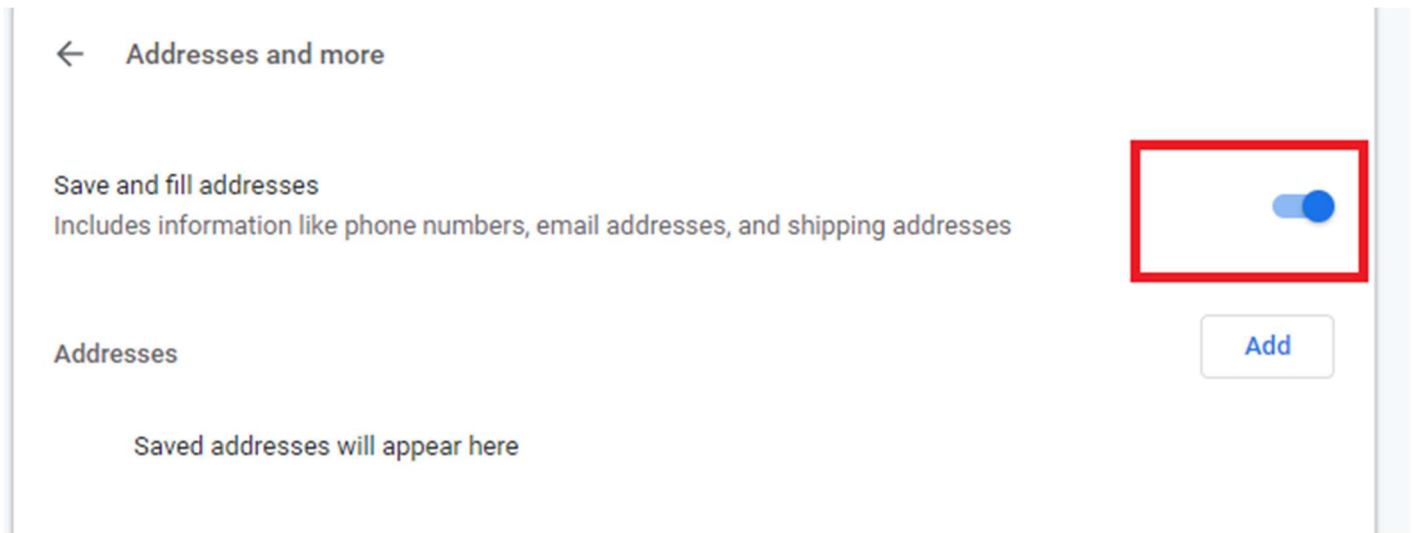 Addresses and more
Save and fill addresses
Includes information like phone numbers, email addresses, and shipping addresses
Addresses
Add
Saved addresses will appear here